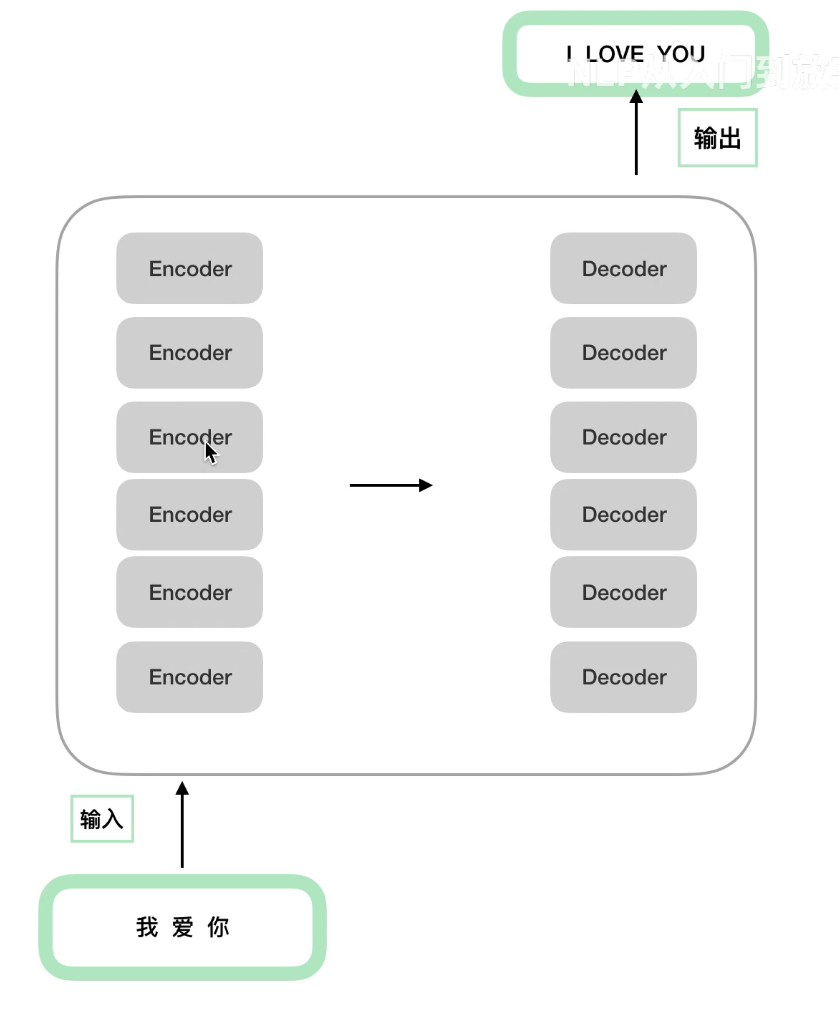 I LOVE YOU
NLP从入门到放
输出
Encoder
Decoder
Encoder
Decoder
Encoder
Decoder
Encoder
Decoder
Encoder
Decoder
Encoder
Decoder
输入
我 爱 你